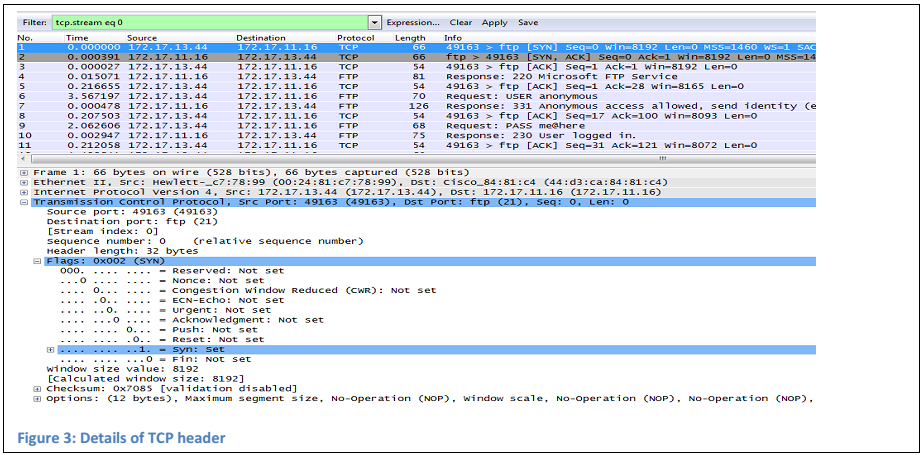 Filter: tcp.stream eq 0 Expression... Clear Apply Save
No. Time Source Destination Protocol Length Info
1 0.000000 172.17.13.44 172.17.11.16 TCP 66 49163 > ftp [SYN] Seq=0 Win=8192 Len=0 MSS=1460 WS=1 SAC
2 0.000391 172.17.11.16 172.17.13.44 TCP 66 ftp > 49163 [SYN, ACK] Seq=0 Ack=1 Win=8192 Len=0 MSS=14
3 0.000027 172.17.13.44 172.17.11.16 TCP 54 49163 > ftp [ACK] Seq=1 Ack=1 Win=8192 Len=0
4 0.015071 172.17.11.16 172.17.13.44 FTP 81 Response: 220 Microsoft FTP Service
5 0.216655 172.17.13.44 172.17.11.16 TCP 54 49163 > ftp [ACK] Seq=1 Ack=28 Win=8165 Len=0
6 3.567197 172.17.13.44 172.17.11.16 FTP 70 Request: USER anonymous
7 0.000478 172.17.11.16 172.17.13.44 FTP 126 Response: 331 Anonymous access allowed, send identity (e
8 0.207503 172.17.13.44 172.17.11.16 TCP 54 49163 > ftp [ACK] Seq=17 Ack=100 Win=8093 Len=0
9 2.062606 172.17.13.44 172.17.11.16 FTP 68 Request: PASS me@here
10 0.002947 172.17.11.16 172.17.13.44 FTP 75 Response: 230 User logged in.
11 0.212058 172.17.13.44 172.17.11.16 TCP 54 49163 > ftp [ACK] Seq=31 Ack=121 Win=8072 Len=0
Frame 1: 66 bytes on wire (528 bits), 66 bytes captured (528 bits)
Ethernet II, Src: Hewlett-_c7:78:99 (00:24:81:c7:78:99), Dst: Cisco_84:81:c4 (44:d3:ca:84:81:c4)
Internet Protocol Version 4, Src: 172.17.13.44 (172.17.13.44), Dst: 172.17.11.16 (172.17.11.16)
Transmission Control Protocol, Src Port: 49163 (49163), Dst Port: ftp (21), Seq: 0, Len: 0
Source port: 49163 (49163)
Destination port: ftp (21)
[Stream index: 0]
Sequence number: 0 (relative sequence number)
Header length: 32 bytes
Flags: 0x002 (SYN)
000. .... .... = Reserved: Not set
...0 .... .... = Nonce: Not set
.... 0... .... = Congestion Window Reduced (CWR): Not set
.... .0.. .... = ECN-Echo: Not set
.... ..0. .... = Urgent: Not set
.... ...0 .... = Acknowledgment: Not set
.... .... 0... = Push: Not set
.... .... .0.. = Reset: Not set
.... .... ..1. = Syn: Set
.... .... ...0 = Fin: Not set
Window size value: 8192
[Calculated window size: 8192]
Checksum: 0x7085 [validation disabled]
Options: (12 bytes), Maximum segment size, No-Operation (NOP), Window scale, No-Operation (NOP), No-Operation (NOP),
Figure 3: Details of TCP header